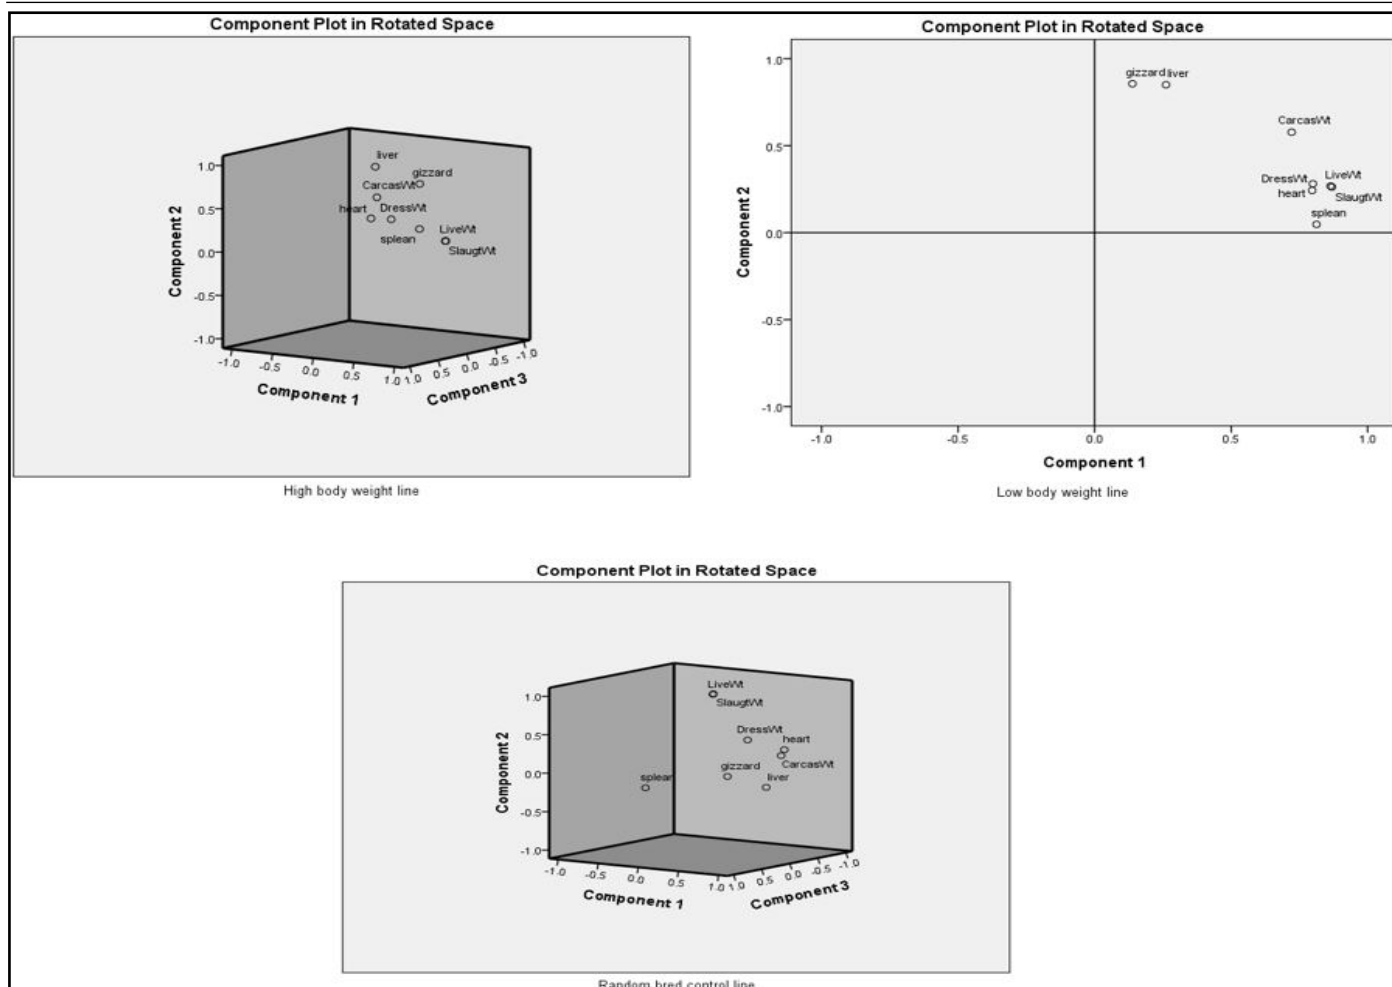 Component Plot in Rotated Space
liver
gizzard
CarcasWt
heart
DressWt
splean
LiveWt
SlaugtWt
Component 2
1.0
0.5
0.0
-0.5
-1.0
-1.0
-0.5
0.0
0.5
1.0
1.0
0.5
0.0
-0.5
-1.0
Component 1
Component 3
High body weight line
Component Plot in Rotated Space
gizzard
liver
CarcasWt
DressWt
LiveWt
heart
SlaugtWt
splean
Component 2
1.0
0.5
0.0
-0.5
-1.0
-1.0
-0.5
0.0
0.5
1.0
Component 1
Low body weight line
Component Plot in Rotated Space
LiveWt
SlaugtWt
DressWt
heart
CarcasWt
gizzard
liver
splean
Component 2
1.0
0.5
0.0
-0.5
-1.0
-1.0
-0.5
0.0
0.5
1.0
1.0
0.5
0.0
-0.5
-1.0
Component 1
Component 3
Random bred control line